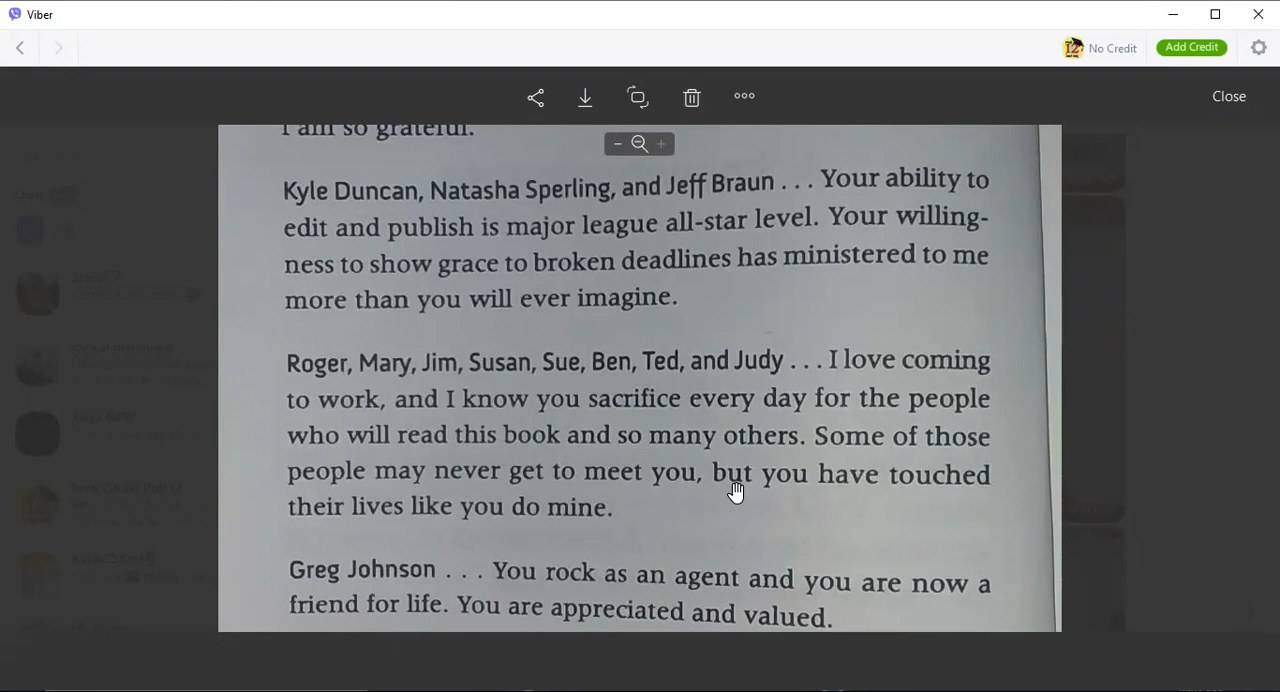 Viber
No Credit
Add Credit
Close
I am so grateful.
Kyle Duncan, Natasha Sperling, and Jeff Braun . . . Your ability to
edit and publish is major league all-star level. Your willing-
ness to show grace to broken deadlines has ministered to me
more than you will ever imagine.
Roger, Mary, Jim, Susan, Sue, Ben, Ted, and Judy . . . I love coming
to work, and I know you sacrifice every day for the people
who will read this book and so many others. Some of those
people may never get to meet you, but you have touched
their lives like you do mine.
Greg Johnson . . . You rock as an agent and you are now a
friend for life. You are appreciated and valued.